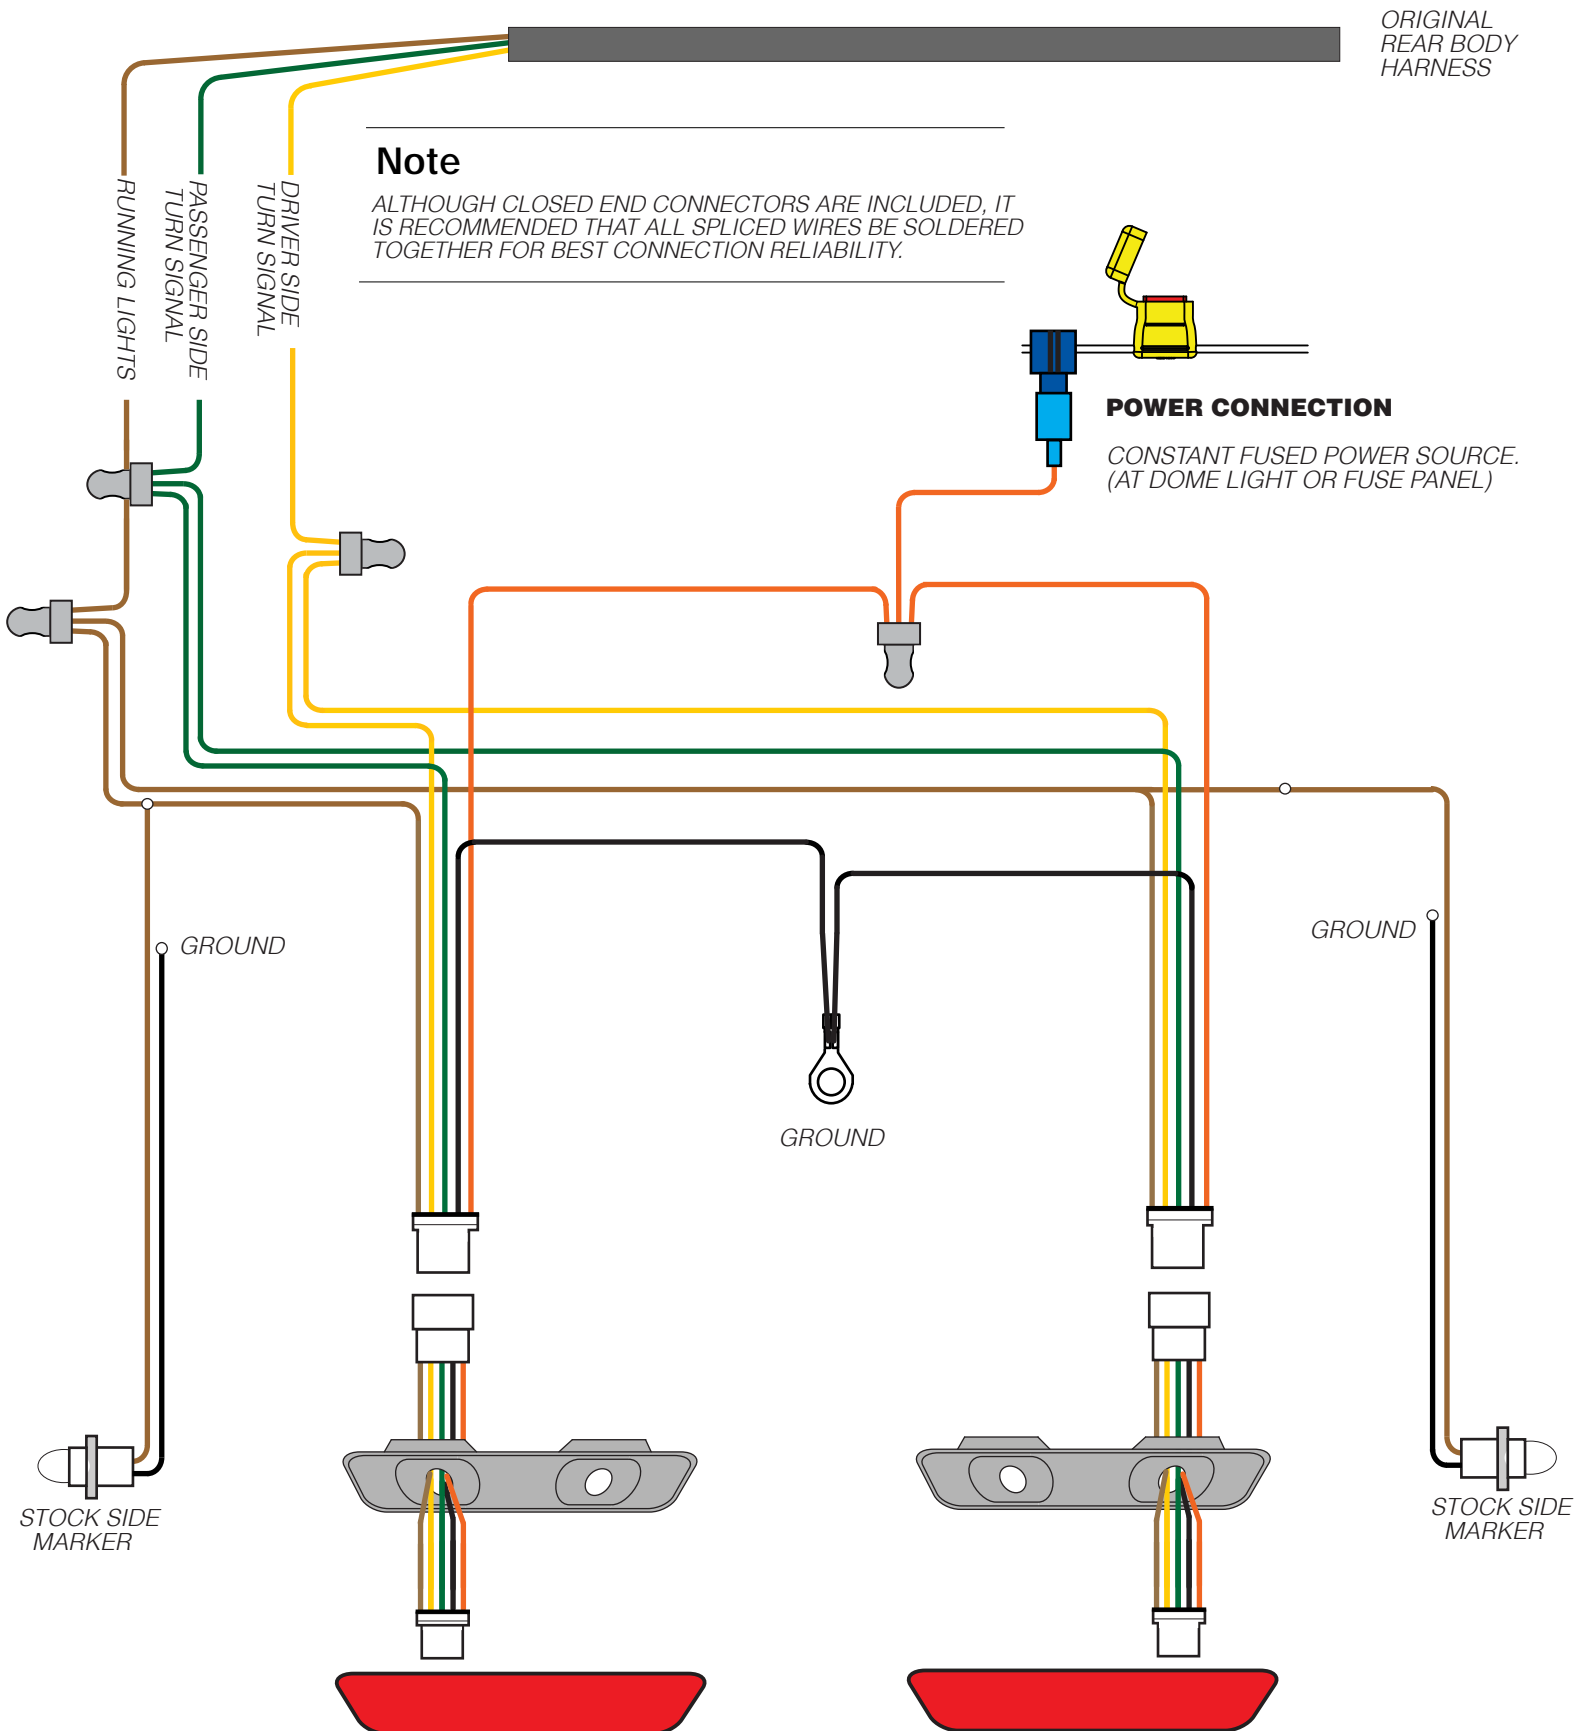 ORIGINAL
REAR BODY
HARNESS
Note
ALTHOUGH CLOSED END CONNECTORS ARE INCLUDED, IT
IS RECOMMENDED THAT ALL SPLICED WIRES BE SOLDERED
TOGETHER FOR BEST CONNECTION RELIABILITY.
RUNNING LIGHTS
PASSENGER SIDE
TURN SIGNAL
DRIVER SIDE
TURN SIGNAL
POWER CONNECTION
CONSTANT FUSED POWER SOURCE.
(AT DOME LIGHT OR FUSE PANEL)
GROUND
GROUND
GROUND
STOCK SIDE
MARKER
STOCK SIDE
MARKER